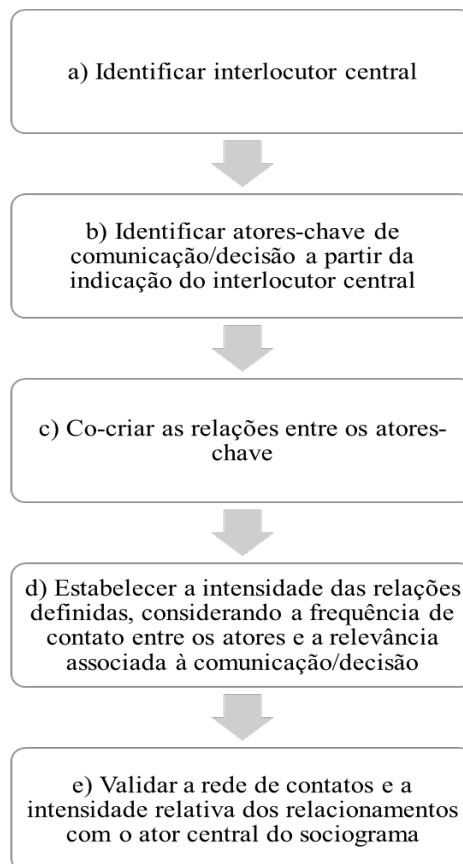 a) Identificar interlocutor central
b) Identificar atores-chave de
comunicação/decisão a partir da
indicação do interlocutor central
c) Co-criar as relações entre os atores-
chave
d) Estabelecer a intensidade das relações
definidas, considerando a frequência de
contato entre os atores e a relevância
associada à comunicação/decisão
e) Validar a rede de contatos e a
intensidade relativa dos relacionamentos
com o ator central do sociograma